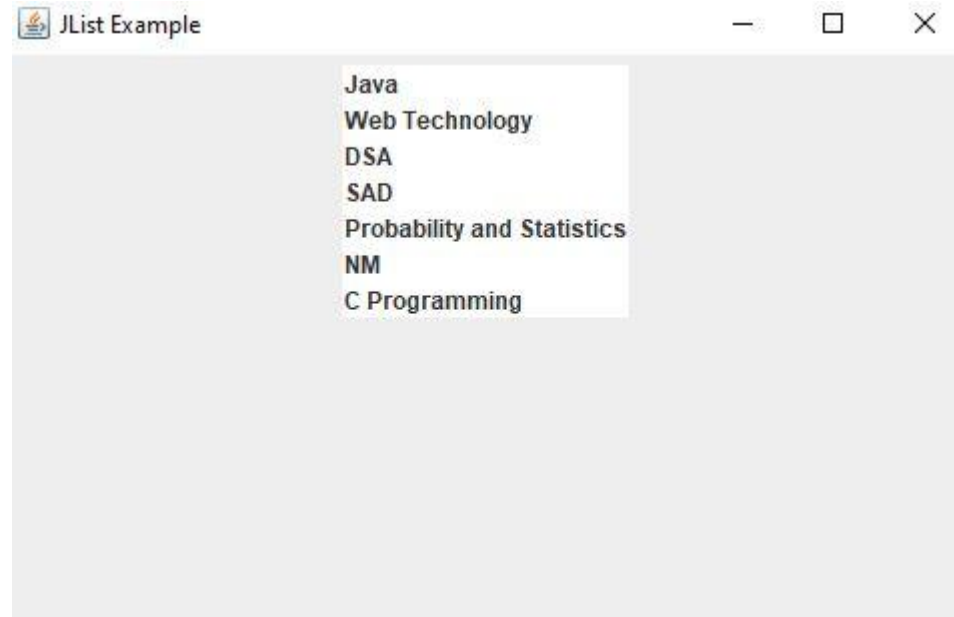 JList Example
Java
Web Technology
DSA
SAD
Probability and Statistics
NM
C Programming